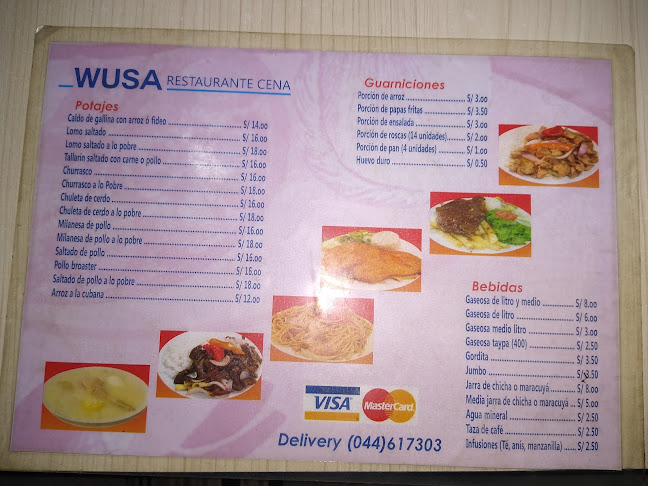 _WUSA RESTAURANTE CENA
Potajes
Caldo de gallina con arroz ó fideo S/ 14.00
Lomo saltado S/ 16.00
Lomo saltado a lo pobre S/ 18.00
Tallarin saltado con carne o pollo S/ 16.00
Churrasco S/ 16.00
Churrasco a lo Pobre S/ 18.00
Chuleta de cerdo S/ 16.00
Chuleta de cerdo a lo pobre S/ 18.00
Milanesa de pollo S/ 16.00
Milanesa de pollo a lo pobre S/ 18.00
Saltado de pollo S/ 16.00
Pollo broaster S/ 16.00
Saltado de pollo a lo pobre S/ 18.00
Arroz a la cubana S/ 12.00
Guarniciones
Porción de arroz S/ 3.00
Porción de papas fritas S/ 3.50
Porción de ensalada S/ 3.00
Porción de roscas (14 unidades) S/ 2.00
Porción de pan (4 unidades) S/ 1.00
Huevo duro S/ 0.50
Bebidas
Gaseosa de litro y medio S/ 8.00
Gaseosa de litro S/ 6.00
Gaseosa medio litro S/ 3.00
Gaseosa taypa (400) S/ 2.50
Gordita S/ 3.50
Jumbo S/ 3.50
Jarra de chicha o maracuyá S/ 8.00
Media jarra de chicha o maracuyá S/ 5.00
Agua mineral S/ 2.50
Taza de café S/ 2.50
Infusiones (Té, anis, manzanilla) S/ 2.50
VISA MasterCard
Delivery (044)617303